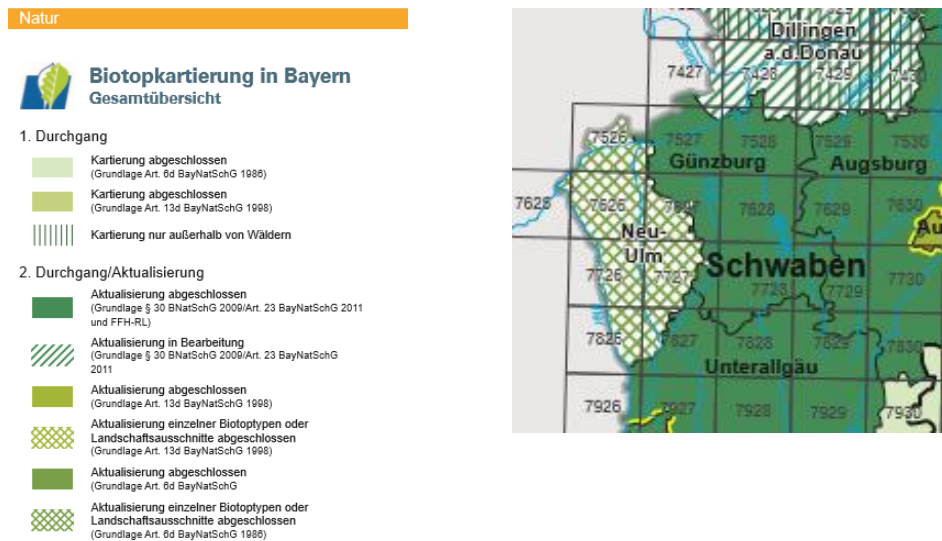 Natur
Biotopkartierung in Bayern
Gesamtübersicht
1. Durchgang
Kartierung abgeschlossen
(Grundlage Art. 6d BayNatSchG 1986)
Kartierung abgeschlossen
(Grundlage Art. 13d BayNatSchG 1998)
Kartierung nur außerhalb von Wäldern
2. Durchgang/Aktualisierung
Aktualisierung abgeschlossen
(Grundlage § 30 BNatSchG 2009/Art. 23 BayNatSchG 2011
und FFH-RL)
Aktualisierung in Bearbeitung
(Grundlage § 30 BNatSchG 2009/Art. 23 BayNatSchG
2011
Aktualisierung abgeschlossen
(Grundlage Art. 13d BayNatSchG 1998)
Aktualisierung einzelner Biotoptypen oder
Landschaftsausschnitte abgeschlossen
(Grundlage Art. 13d BayNatSchG 1998)
Aktualisierung abgeschlossen
(Grundlage Art. 6d BayNatSchG
Aktualisierung einzelner Biotoptypen oder
Landschaftsausschnitte abgeschlossen
(Grundlage Art. 6d BayNatSchG 1986)
Dillingen
a.d.Donau
7427 7428 7429 7430
7526 7527 7528 7529 7530
Günzburg Augsburg
7625 7626 7628 7629 7630
Neu-
Ulm
Au
Schwaben
7726 7727 7728 7729 7730
7826 7827 7828 7829 7830
Unterallgäu
7926 7927 7928 7929 7930